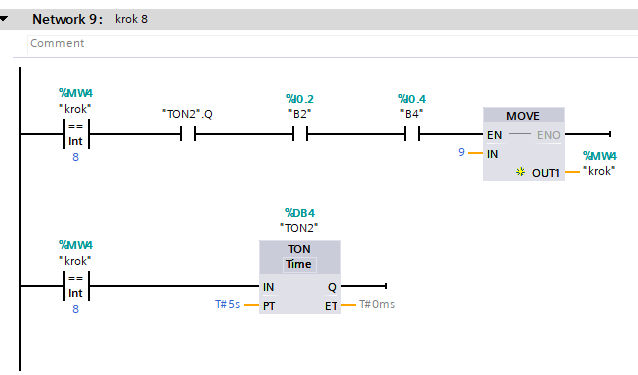 Network 9: krok 8
Comment
%MW4
"krok"
==
Int
8
"TON2".Q
%I0.2
"B2"
%I0.4
"B4"
MOVE
EN ENO
9 IN
OUT1
%MW4
"krok"
%MW4
"krok"
==
Int
8
%DB4
"TON2"
TON
Time
IN Q
T#5s PT ET T#0ms